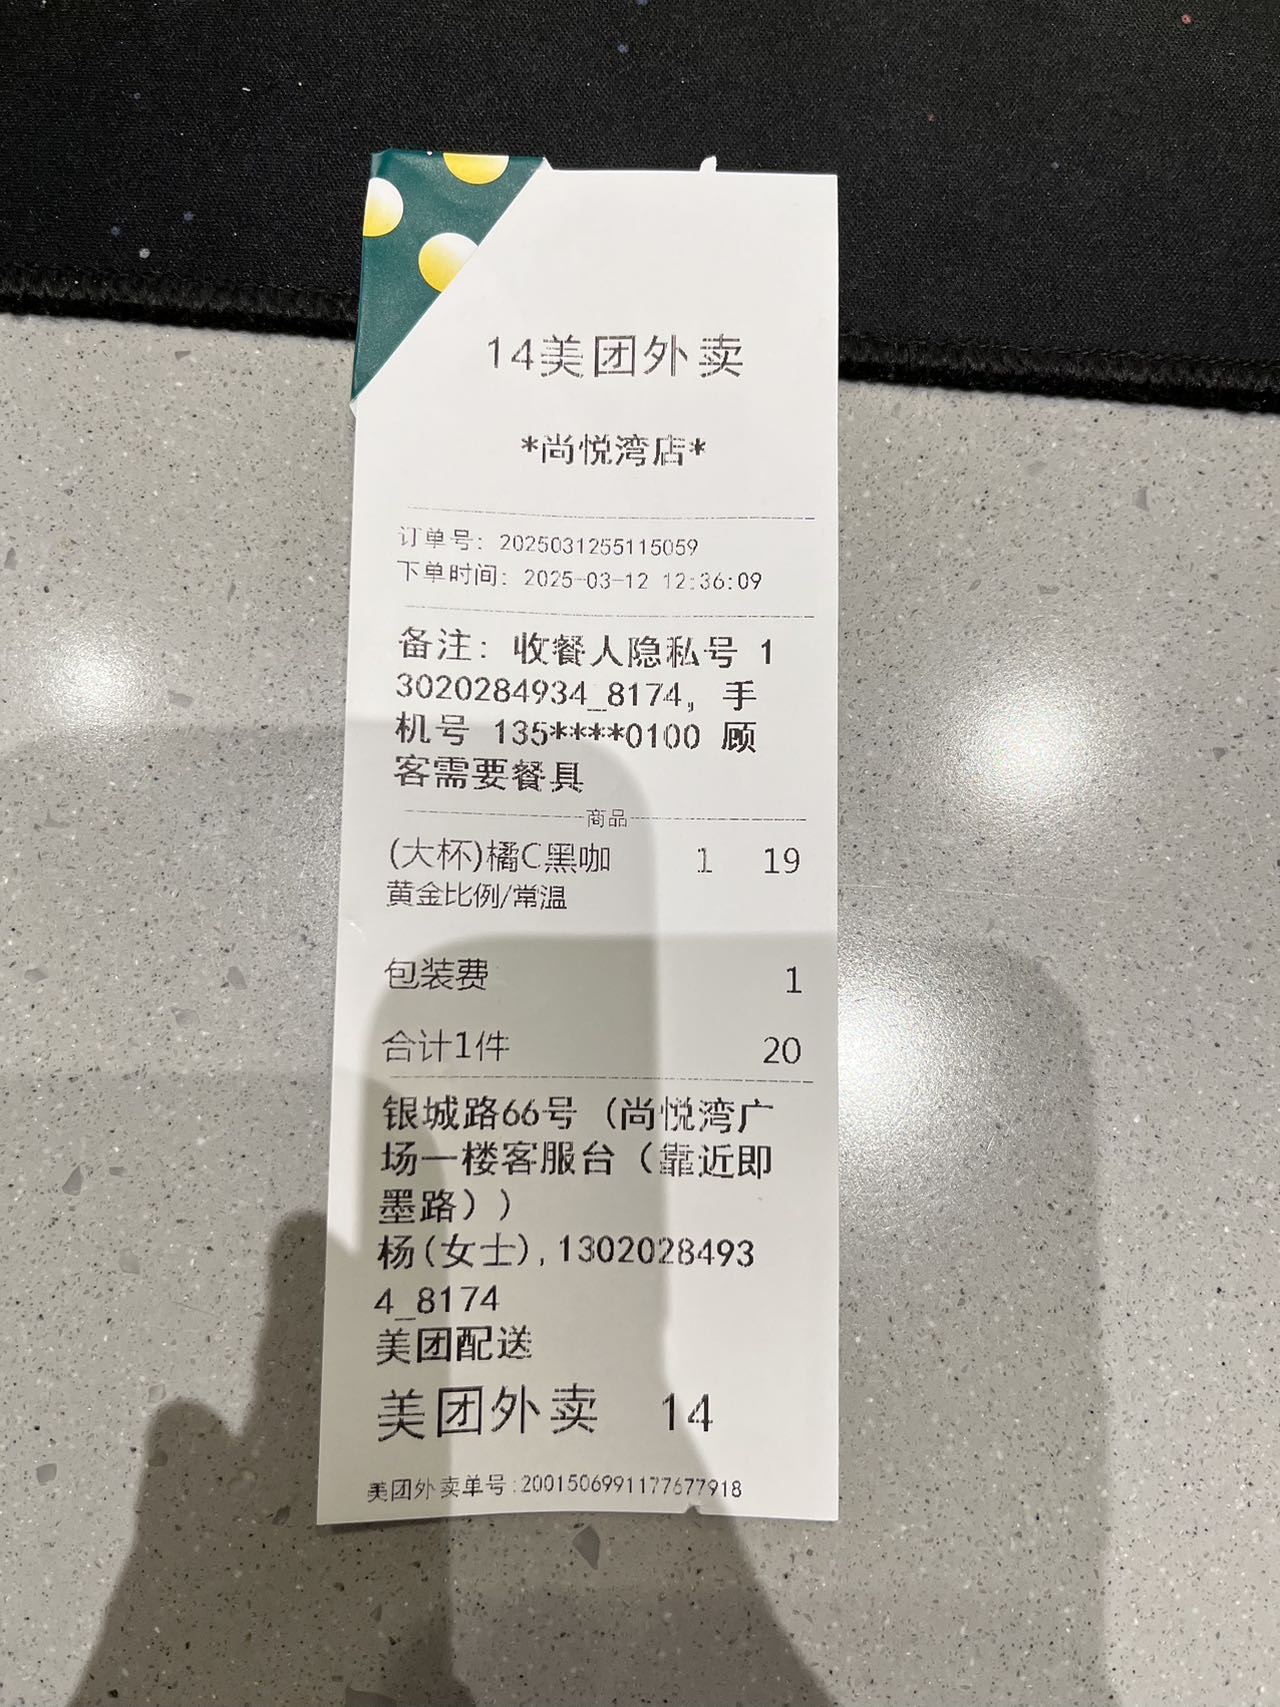 14美团外卖
*尚悦湾店*
订单号: 2025031255115059
下单时间: 2025-03-12 12:36:09
备注: 收餐人隐私号 1
3020284934_8174, 手
机号 135****0100 顾
客需要餐具
商品
(大杯)橘C黑咖 1 19
黄金比例/常温
包装费 1
合计1件 20
银城路66号 (尚悦湾广
场一楼客服台 (靠近即
墨路))
杨(女士), 1302028493
4_8174
美团配送
美团外卖 14
美团外卖单号:2001506991177677918